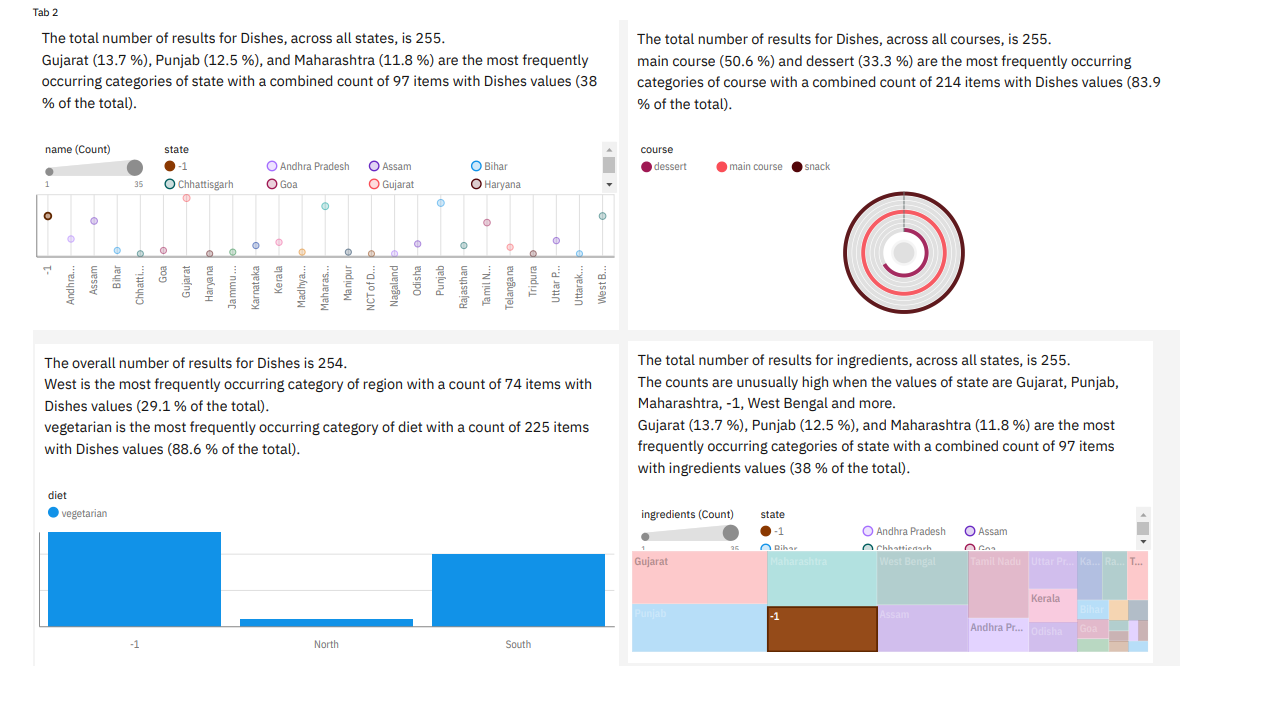 Tab 2
The total number of results for Dishes, across all states, is 255.
Gujarat (13.7 %), Punjab (12.5 %), and Maharashtra (11.8 %) are the most frequently
occurring categories of state with a combined count of 97 items with Dishes values (38
% of the total).
name (Count)
state
1
35
-1
Andhra Pradesh
Assam
Bihar
Chhattisgarh
Goa
Gujarat
Haryana
-1
Andhra...
Assam
Bihar
Chhatti...
Goa
Gujarat
Haryana
Jammu ...
Karnataka
Kerala
Madhya...
Maharas...
Manipur
NCT of D...
Nagaland
Odisha
Punjab
Rajasthan
Tamil N...
Telangana
Tripura
Uttar P...
Uttarak...
West B...
The total number of results for Dishes, across all courses, is 255.
main course (50.6 %) and dessert (33.3 %) are the most frequently occurring
categories of course with a combined count of 214 items with Dishes values (83.9
% of the total).
course
dessert
main course
snack
The overall number of results for Dishes is 254.
West is the most frequently occurring category of region with a count of 74 items with
Dishes values (29.1 % of the total).
vegetarian is the most frequently occurring category of diet with a count of 225 items
with Dishes values (88.6 % of the total).
diet
vegetarian
-1
North
South
The total number of results for ingredients, across all states, is 255.
The counts are unusually high when the values of state are Gujarat, Punjab,
Maharashtra, -1, West Bengal and more.
Gujarat (13.7 %), Punjab (12.5 %), and Maharashtra (11.8 %) are the most
frequently occurring categories of state with a combined count of 97 items
with ingredients values (38 % of the total).
ingredients (Count)
state
1
35
-1
Andhra Pradesh
Assam
Bihar
Chhattisgarh
Goa
Gujarat
Maharashtra
West Bengal
Tamil Nadu
Uttar Pr...
Ka...
Ra...
T...
Punjab
-1
Assam
Andhra Pr...
Kerala
Odisha
Bihar
Goa